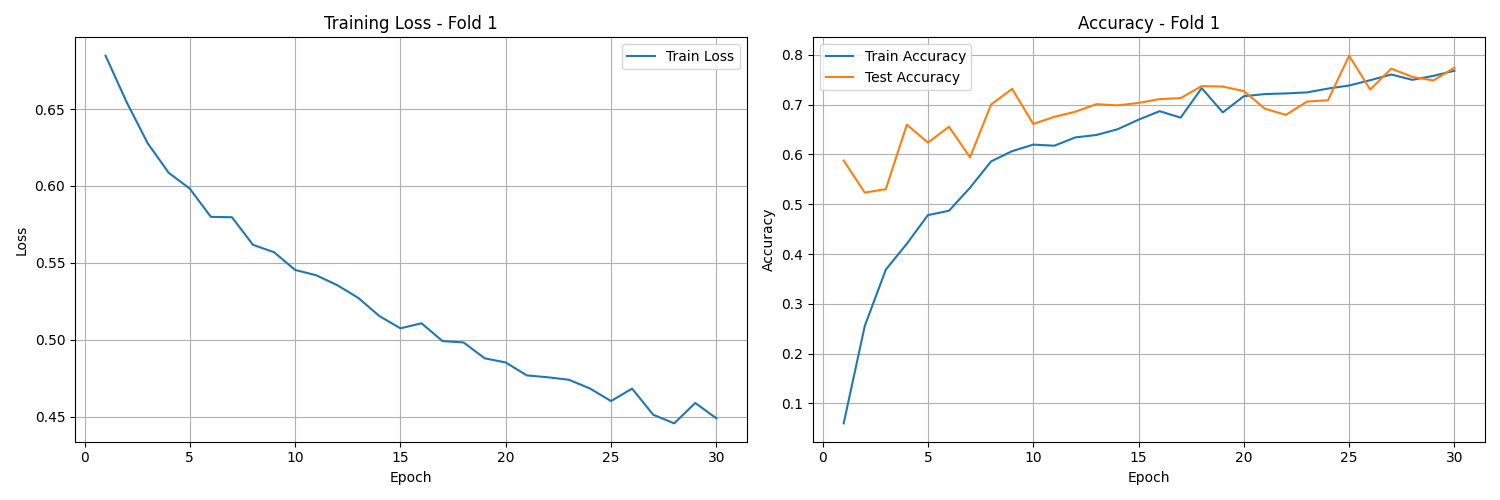 Training Loss - Fold 1
Train Loss
0.65
0.60
0.55
0.50
0.45
Loss
0 5 10 15 20 25 30
Epoch
Accuracy - Fold 1
Train Accuracy
Test Accuracy
0.8
0.7
0.6
0.5
0.4
0.3
0.2
0.1
Accuracy
0 5 10 15 20 25 30
Epoch